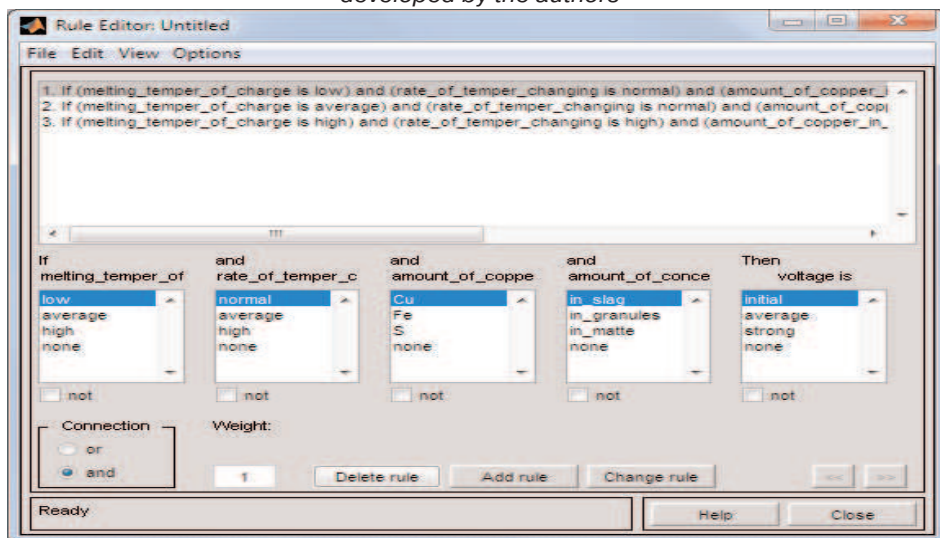 developed by the authors
Rule Editor: Untitled
File Edit View Options
1. If (melting_temper_of_charge is low) and (rate_of_temper_changing is normal) and (amount_of_copper_i
2. If (melting_temper_of_charge is average) and (rate_of_temper_changing is normal) and (amount_of_copp
3. If (melting_temper_of_charge is high) and (rate_of_temper_changing is high) and (amount_of_copper_in_
If and and and Then
melting_temper_of rate_of_temper_c amount_of_coppe amount_of_conce voltage is
low normal Cu in_slag initial
average average Fe in_granules average
high high S in_matte strong
none none none none none
not not not not not
Connection Weight:
or
and 1 Delete rule Add rule Change rule << >>
Ready Help Close